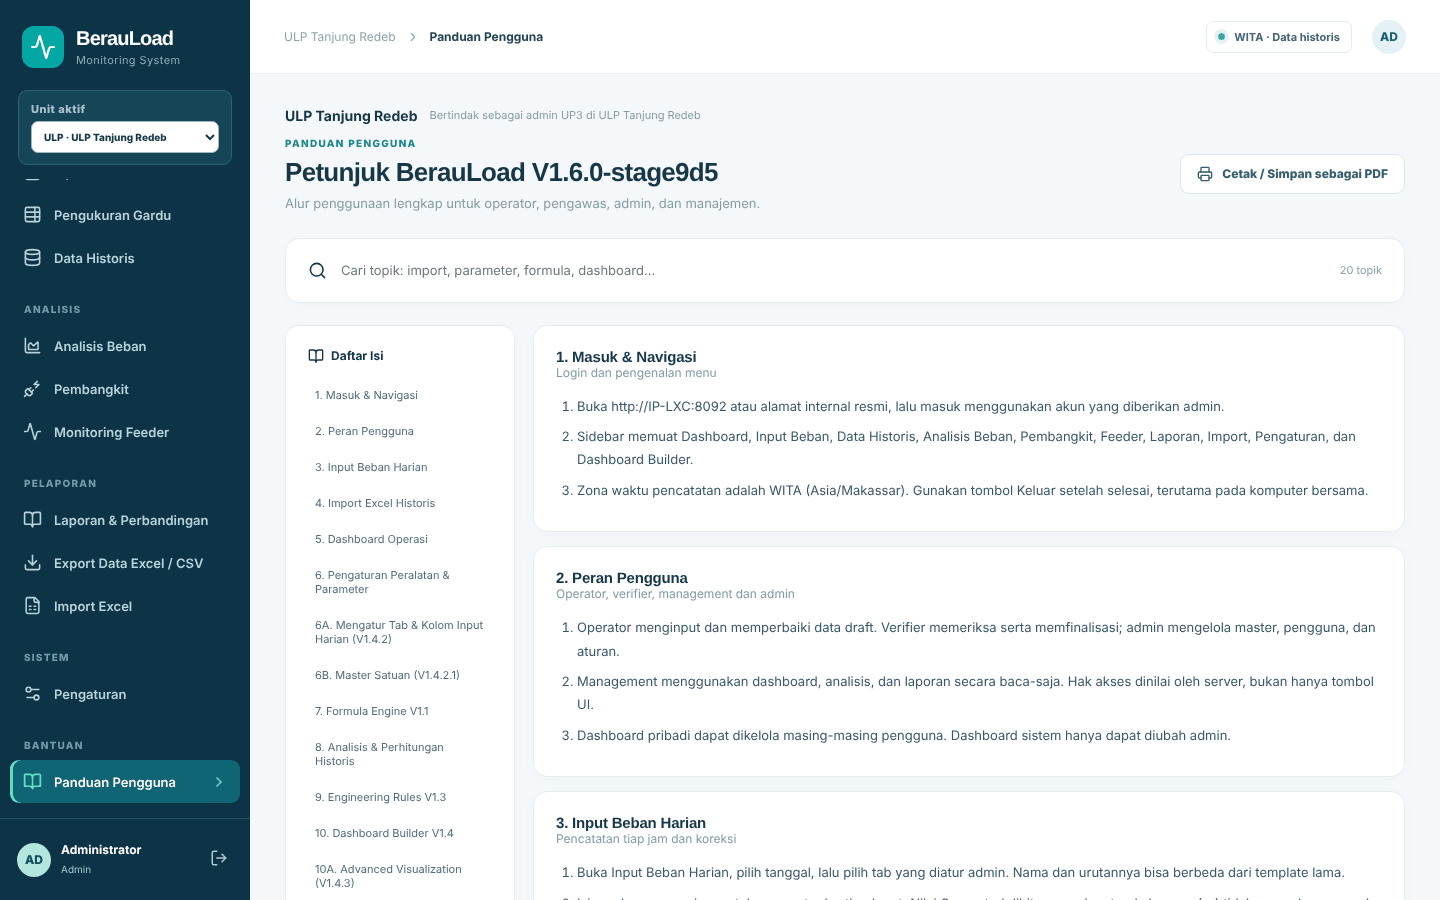 BerauLoad
Monitoring System
Unit aktif
ULP · ULP Tanjung Redeb
Pengukuran Gardu
Data Historis
ANALISIS
Analisis Beban
Pembangkit
Monitoring Feeder
PELAPORAN
Laporan & Perbandingan
Export Data Excel / CSV
Import Excel
SISTEM
Pengaturan
BANTUAN
Panduan Pengguna
AD
Administrator
Admin
ULP Tanjung Redeb
Panduan Pengguna
WITA · Data historis
AD
ULP Tanjung Redeb
Bertindak sebagai admin UP3 di ULP Tanjung Redeb
PANDUAN PENGGUNA
Petunjuk BerauLoad V1.6.0-stage9d5
Alur penggunaan lengkap untuk operator, pengawas, admin, dan manajemen.
Cetak / Simpan sebagai PDF
Cari topik: import, parameter, formula, dashboard...
20 topik
Daftar Isi
1. Masuk & Navigasi
2. Peran Pengguna
3. Input Beban Harian
4. Import Excel Historis
5. Dashboard Operasi
6. Pengaturan Peralatan &
Parameter
6A. Mengatur Tab & Kolom Input
Harian (V1.4.2)
6B. Master Satuan (V1.4.2.1)
7. Formula Engine V1.1
8. Analisis & Perhitungan
Historis
9. Engineering Rules V1.3
10. Dashboard Builder V1.4
10A. Advanced Visualization
(V1.4.3)
1. Masuk & Navigasi
Login dan pengenalan menu
1. Buka http://IP-LXC:8092 atau alamat internal resmi, lalu masuk menggunakan akun yang diberikan admin.
2. Sidebar memuat Dashboard, Input Beban, Data Historis, Analisis Beban, Pembangkit, Feeder, Laporan, Import, Pengaturan, dan
Dashboard Builder.
3. Zona waktu pencatatan adalah WITA (Asia/Makassar). Gunakan tombol Keluar setelah selesai, terutama pada komputer bersama.
2. Peran Pengguna
Operator, verifier, management dan admin
1. Operator menginput dan memperbaiki data draft. Verifier memeriksa serta memfinalisasi; admin mengelola master, pengguna, dan
aturan.
2. Management menggunakan dashboard, analisis, dan laporan secara baca-saja. Hak akses dinilai oleh server, bukan hanya tombol
UI.
3. Dashboard pribadi dapat dikelola masing-masing pengguna. Dashboard sistem hanya dapat diubah admin.
3. Input Beban Harian
Pencatatan tiap jam dan koreksi
1. Buka Input Beban Harian, pilih tanggal, lalu pilih tab yang diatur admin. Nama dan urutannya bisa berbeda dari template lama.